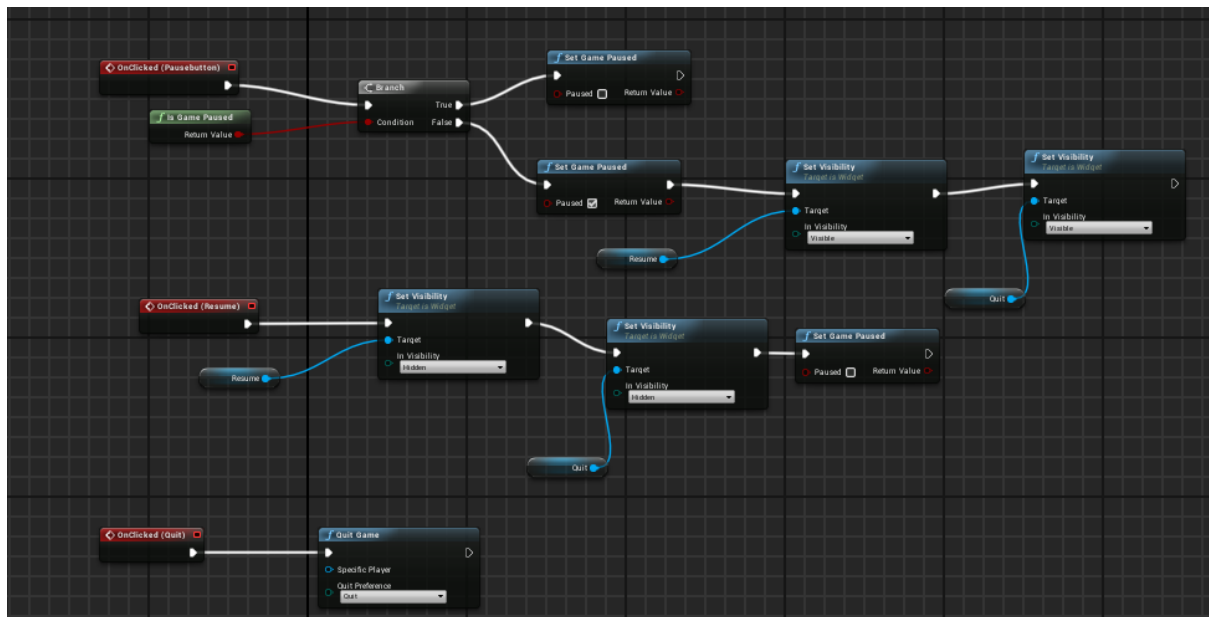 OnClicked (Pausebutton)
Is Game Paused
Return Value
Branch
True
Condition
False
Set Game Paused
Paused
Return Value
Set Game Paused
Paused
Return Value
Resume
Set Visibility
Target is Widget
Target
In Visibility
Visible
Set Visibility
Target is Widget
Target
In Visibility
Visible
Quit
OnClicked (Resume)
Resume
Set Visibility
Target is Widget
Target
In Visibility
Hidden
Set Visibility
Target is Widget
Target
In Visibility
Hidden
Quit
Set Game Paused
Paused
Return Value
OnClicked (Quit)
Quit Game
Specific Player
Quit Preference
Quit